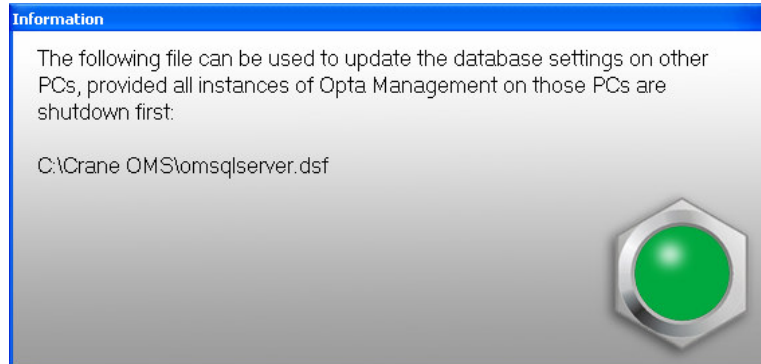 Information
The following file can be used to update the database settings on other
PCs, provided all instances of Opta Management on those PCs are
shutdown first:
C:\Crane OMS\omsqlserver.dsf